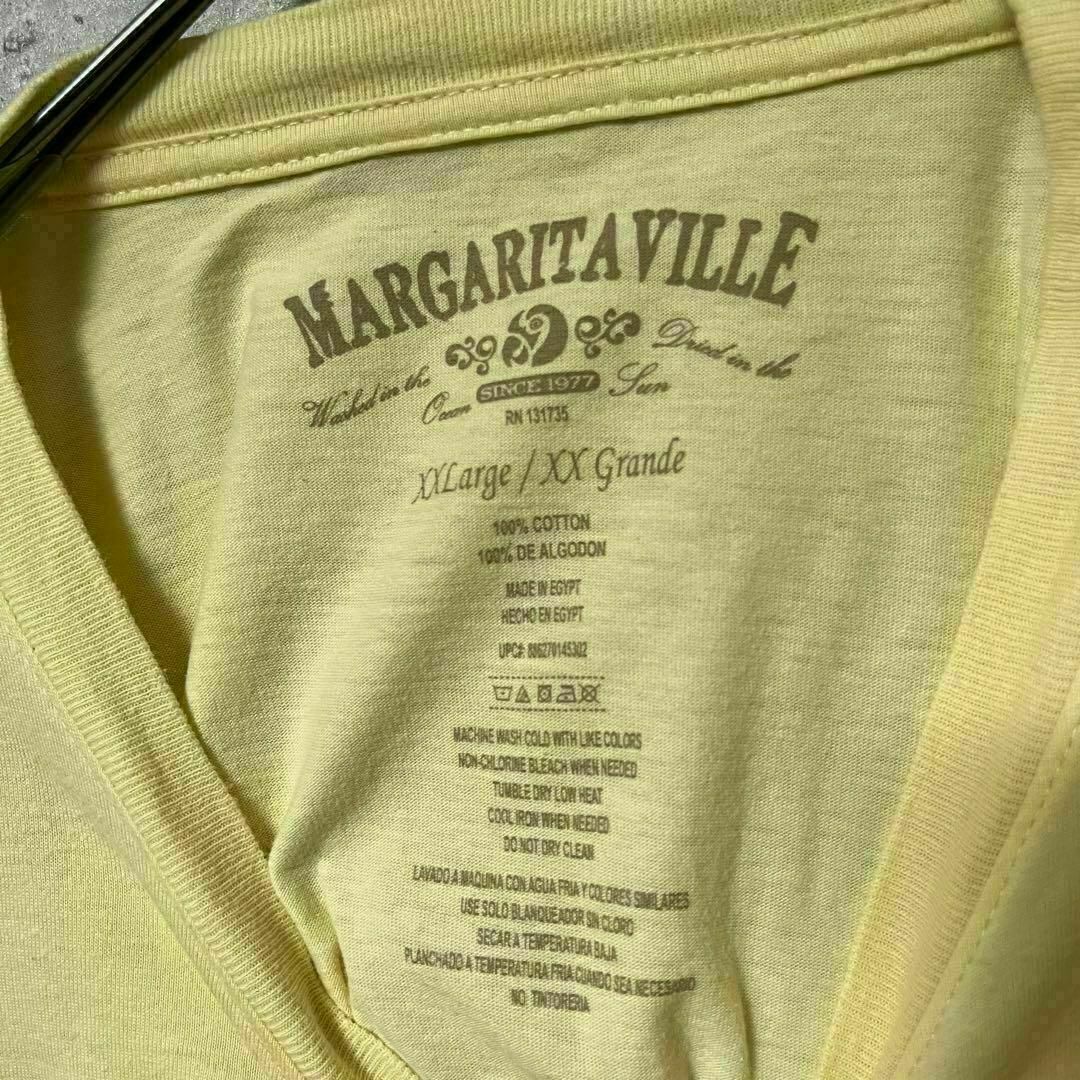 MARGARITAVILLE
Washed in the Ocean SINCE 1977 Dried in the Sun
RN 131735
XXLarge / XX Grande
100% COTTON
100% DE ALGODON
MADE IN EGYPT
HECHO EN EGYPT
UPC#: 886270145302
MACHINE WASH COLD WITH LIKE COLORS
NON-CHLORINE BLEACH WHEN NEEDED
TUMBLE DRY LOW HEAT
COOL IRON WHEN NEEDED
DO NOT DRY CLEAN
LAVADO A MAQUINA CON AGUA FRIA Y COLORES SIMILARES
USE SOLO BLANQUEADOR SIN CLORO
SECAR A TEMPERATURA BAJA
PLANCHADO A TEMPERATURA FRIA CUANDO SEA NECESARIO
NO TINTORERIA